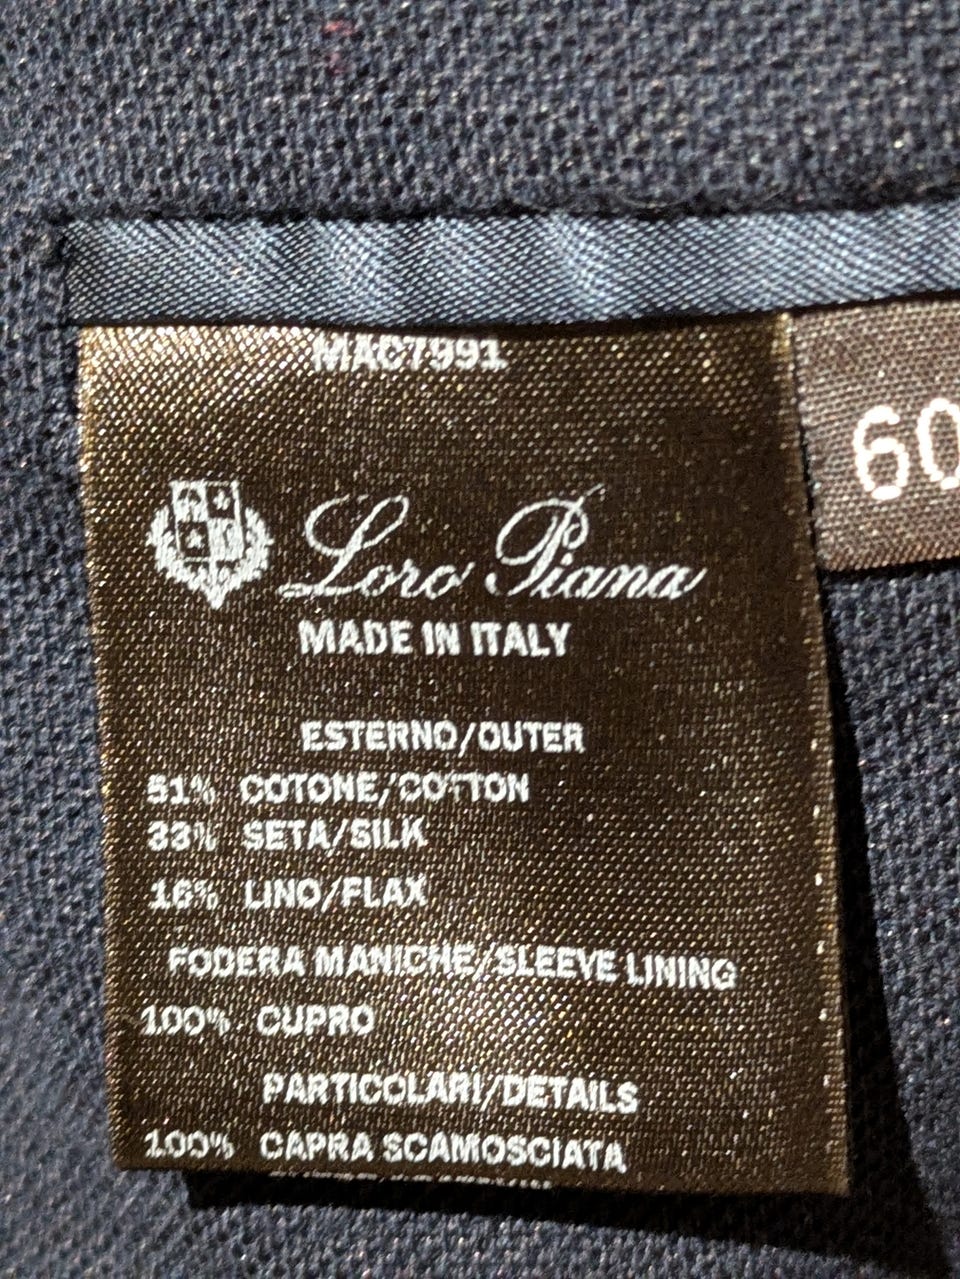 MAC7991
60
Loro Piana
MADE IN ITALY
ESTERNO/OUTER
51% COTONE/COTTON
33% SETA/SILK
16% LINO/FLAX
FODERA MANICHE/SLEEVE LINING
100% CUPRO
PARTICOLARI/DETAILS
100% CAPRA SCAMOSCIATA